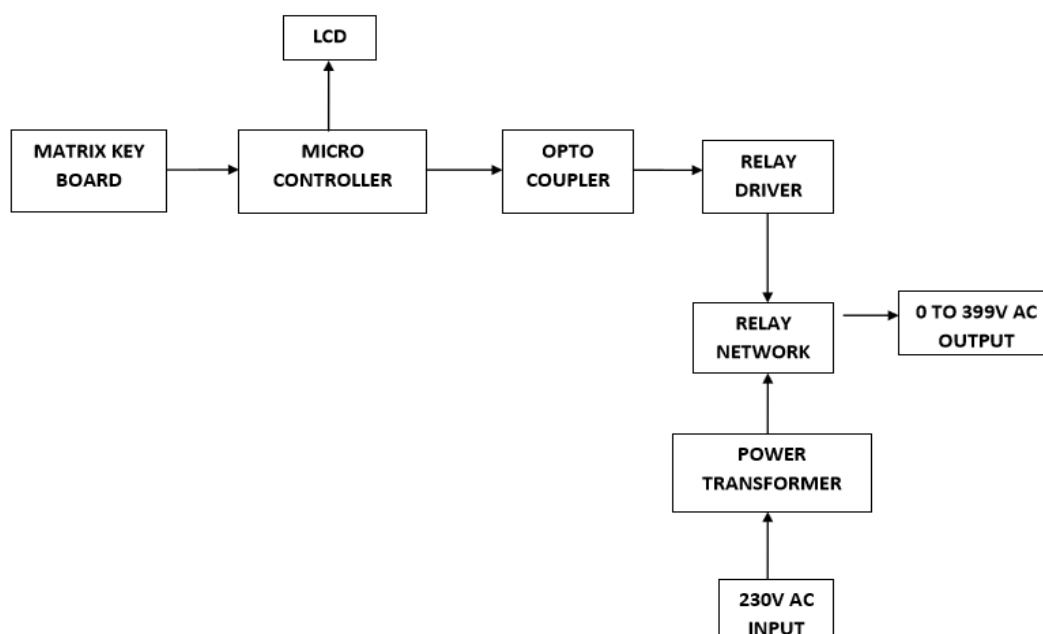 LCD
MATRIX KEY
BOARD
MICRO
CONTROLLER
OPTO
COUPLER
RELAY
DRIVER
RELAY
NETWORK
0 TO 399V AC
OUTPUT
POWER
TRANSFORMER
230V AC
INPUT